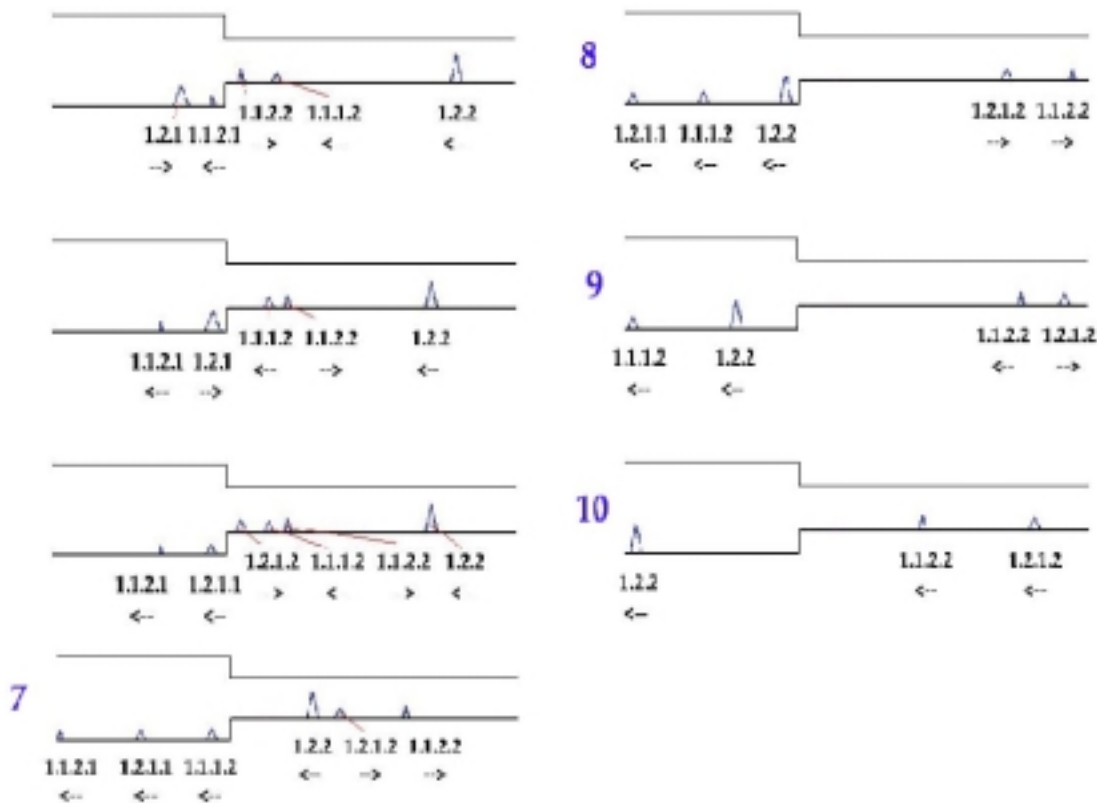 1.2.1 1.1.2.1 1.1.2.2 1.1.1.2 1.2.2
--> <-- --> <-- <--
1.1.2.1 1.2.1 1.1.1.2 1.1.2.2 1.2.2
<-- --> <-- --> <--
1.1.2.1 1.2.1.1 1.2.1.2 1.1.1.2 1.1.2.2 1.2.2
<-- <-- --> <-- --> <--
7
1.1.2.1 1.2.1.1 1.1.1.2 1.2.2 1.2.1.2 1.1.2.2
<-- <-- <-- <-- --> -->
8
1.2.1.1 1.1.1.2 1.2.2 1.2.1.2 1.1.2.2
<-- <-- <-- --> -->
9
1.1.1.2 1.2.2 1.1.2.2 1.2.1.2
<-- <-- <-- -->
10
1.2.2 1.1.2.2 1.2.1.2
<-- <-- <--